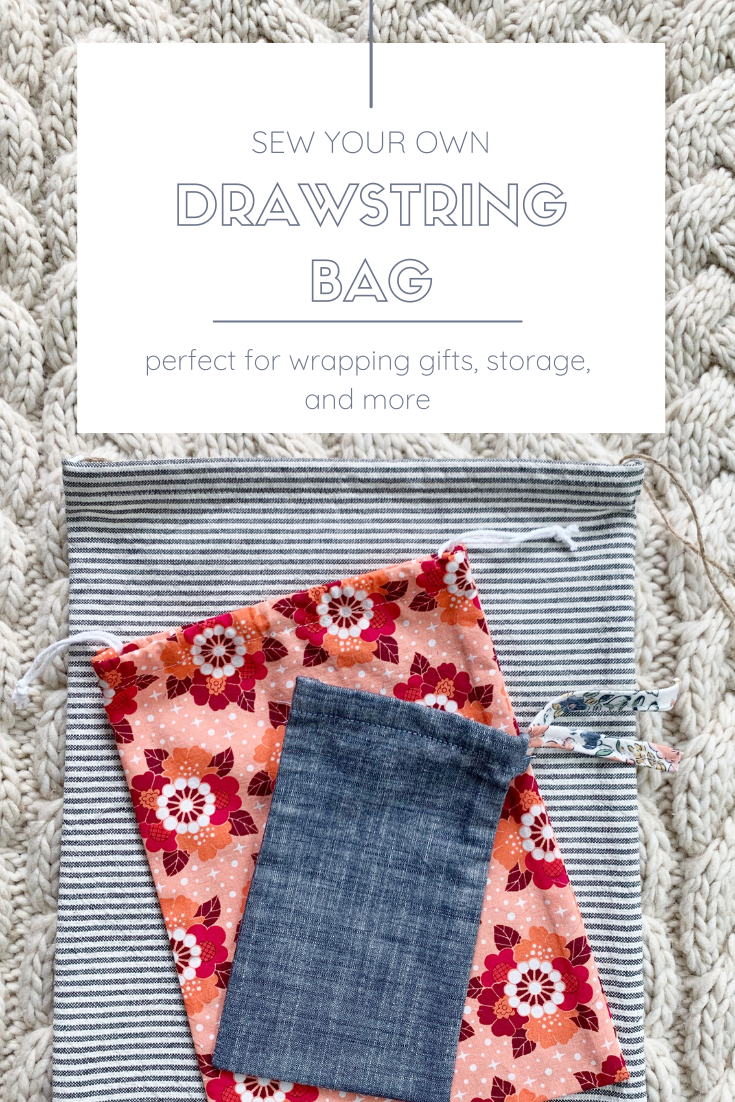 SEW YOUR OWN
DRAWSTRING
BAG
perfect for wrapping gifts, storage,
and more